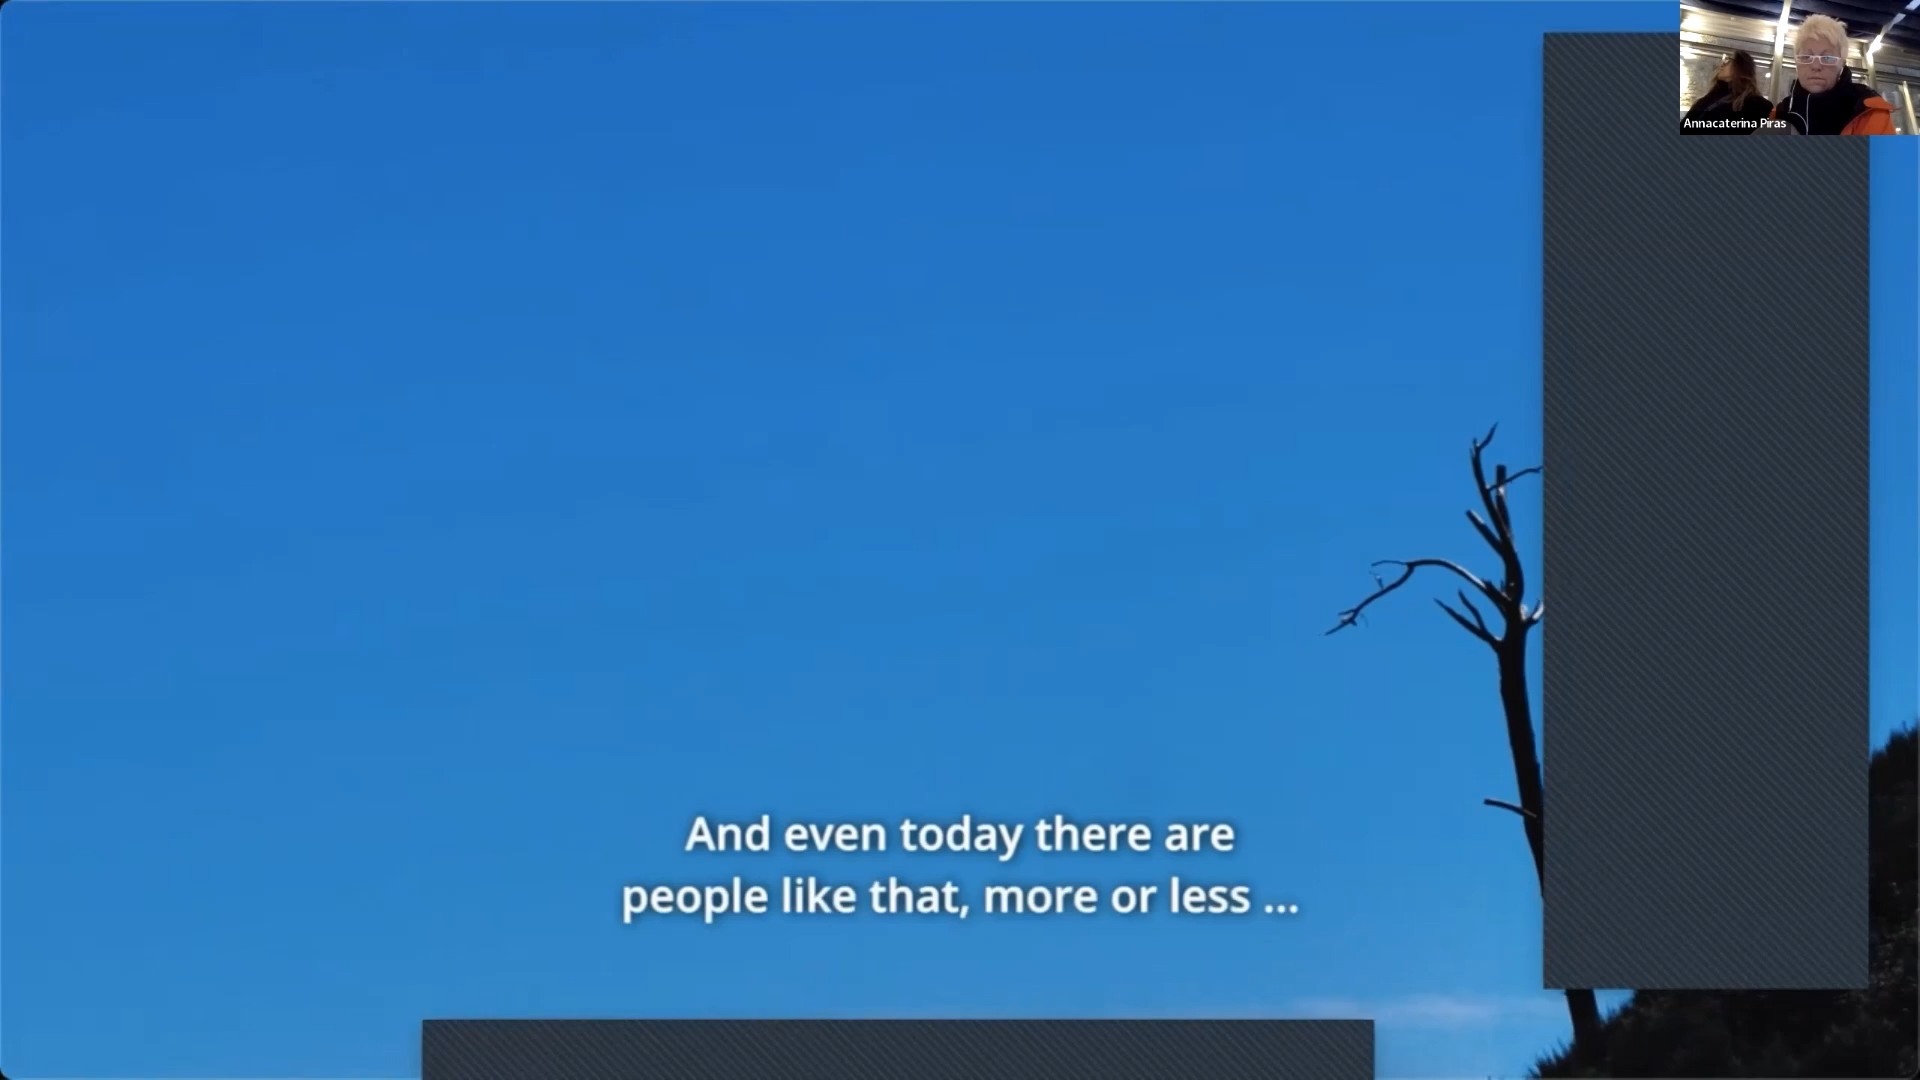 Annacaterina Piras
And even today there are
people like that, more or less ...